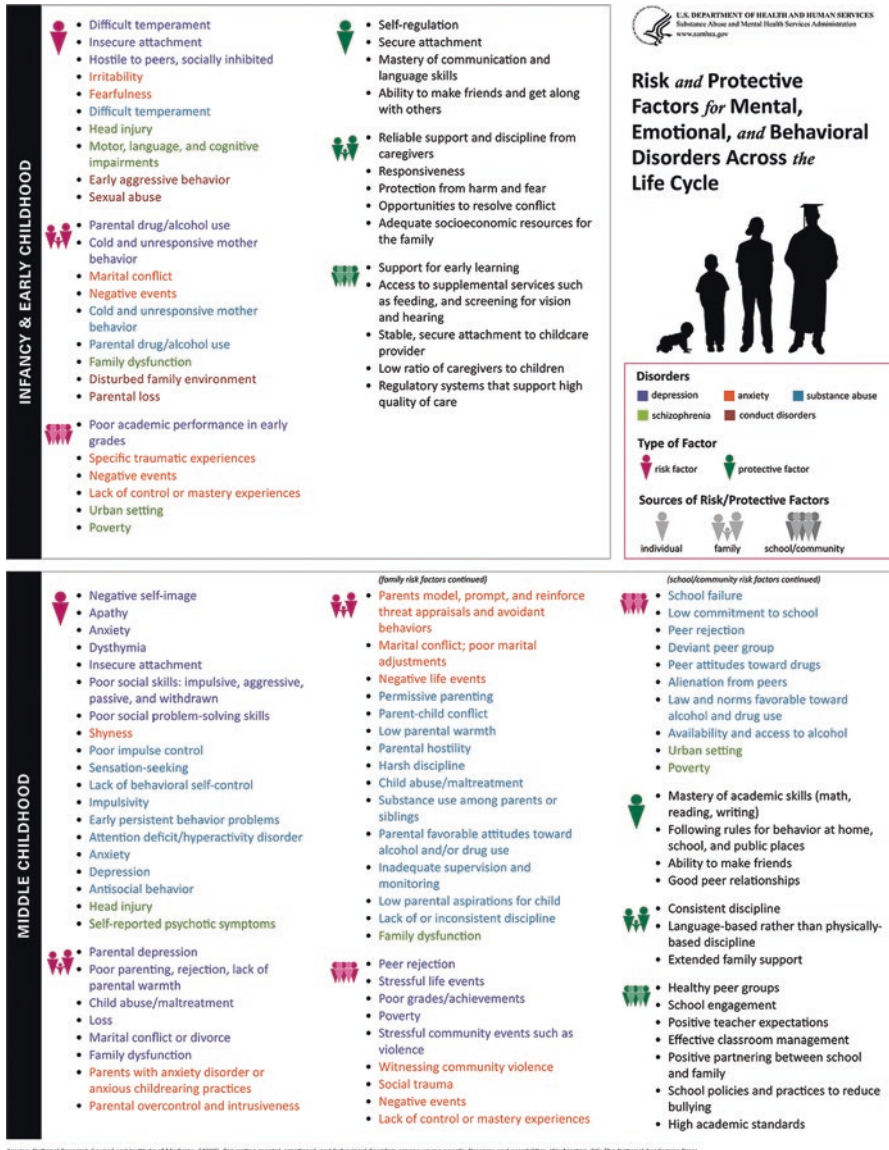 U.S. DEPARTMENT OF HEALTH AND HUMAN SERVICES
Substance Abuse and Mental Health Services Administration
www.samhsa.gov
Risk and Protective
Factors for Mental,
Emotional, and Behavioral
Disorders Across the
Life Cycle
Disorders
depression
anxiety
substance abuse
schizophrenia
conduct disorders
Type of Factor
risk factor
protective factor
Sources of Risk/Protective Factors
individual
family
school/community
INFANCY & EARLY CHILDHOOD
• Difficult temperament
• Insecure attachment
• Hostile to peers, socially inhibited
• Irritability
• Fearfulness
• Difficult temperament
• Head injury
• Motor, language, and cognitive
impairments
• Early aggressive behavior
• Sexual abuse
• Parental drug/alcohol use
• Cold and unresponsive mother
behavior
• Marital conflict
• Negative events
• Cold and unresponsive mother
behavior
• Parental drug/alcohol use
• Family dysfunction
• Disturbed family environment
• Parental loss
• Poor academic performance in early
grades
• Specific traumatic experiences
• Negative events
• Lack of control or mastery experiences
• Urban setting
• Poverty
• Self-regulation
• Secure attachment
• Mastery of communication and
language skills
• Ability to make friends and get along
with others
• Reliable support and discipline from
caregivers
• Responsiveness
• Protection from harm and fear
• Opportunities to resolve conflict
• Adequate socioeconomic resources for
the family
• Support for early learning
• Access to supplemental services such
as feeding, and screening for vision
and hearing
• Stable, secure attachment to childcare
provider
• Low ratio of caregivers to children
• Regulatory systems that support high
quality of care
MIDDLE CHILDHOOD
• Negative self-image
• Apathy
• Anxiety
• Dysthymia
• Insecure attachment
• Poor social skills: impulsive, aggressive,
passive, and withdrawn
• Poor social problem-solving skills
• Shyness
• Poor impulse control
• Sensation-seeking
• Lack of behavioral self-control
• Impulsivity
• Early persistent behavior problems
• Attention deficit/hyperactivity disorder
• Anxiety
• Depression
• Antisocial behavior
• Head injury
• Self-reported psychotic symptoms
• Parental depression
• Poor parenting, rejection, lack of
parental warmth
• Child abuse/maltreatment
• Loss
• Marital conflict or divorce
• Family dysfunction
• Parents with anxiety disorder or
anxious childrearing practices
• Parental overcontrol and intrusiveness
(family risk factors continued)
• Parents model, prompt, and reinforce
threat appraisals and avoidant
behaviors
• Marital conflict; poor marital
adjustments
• Negative life events
• Permissive parenting
• Parent-child conflict
• Low parental warmth
• Parental hostility
• Harsh discipline
• Child abuse/maltreatment
• Substance use among parents or
siblings
• Parental favorable attitudes toward
alcohol and/or drug use
• Inadequate supervision and
monitoring
• Low parental aspirations for child
• Lack of or inconsistent discipline
• Family dysfunction
• Peer rejection
• Stressful life events
• Poor grades/achievements
• Poverty
• Stressful community events such as
violence
• Witnessing community violence
• Social trauma
• Negative events
• Lack of control or mastery experiences
(school/community risk factors continued)
• School failure
• Low commitment to school
• Peer rejection
• Deviant peer group
• Peer attitudes toward drugs
• Alienation from peers
• Law and norms favorable toward
alcohol and drug use
• Availability and access to alcohol
• Urban setting
• Poverty
• Mastery of academic skills (math,
reading, writing)
• Following rules for behavior at home,
school, and public places
• Ability to make friends
• Good peer relationships
• Consistent discipline
• Language-based rather than physically-
based discipline
• Extended family support
• Healthy peer groups
• School engagement
• Positive teacher expectations
• Effective classroom management
• Positive partnering between school
and family
• School policies and practices to reduce
bullying
• High academic standards